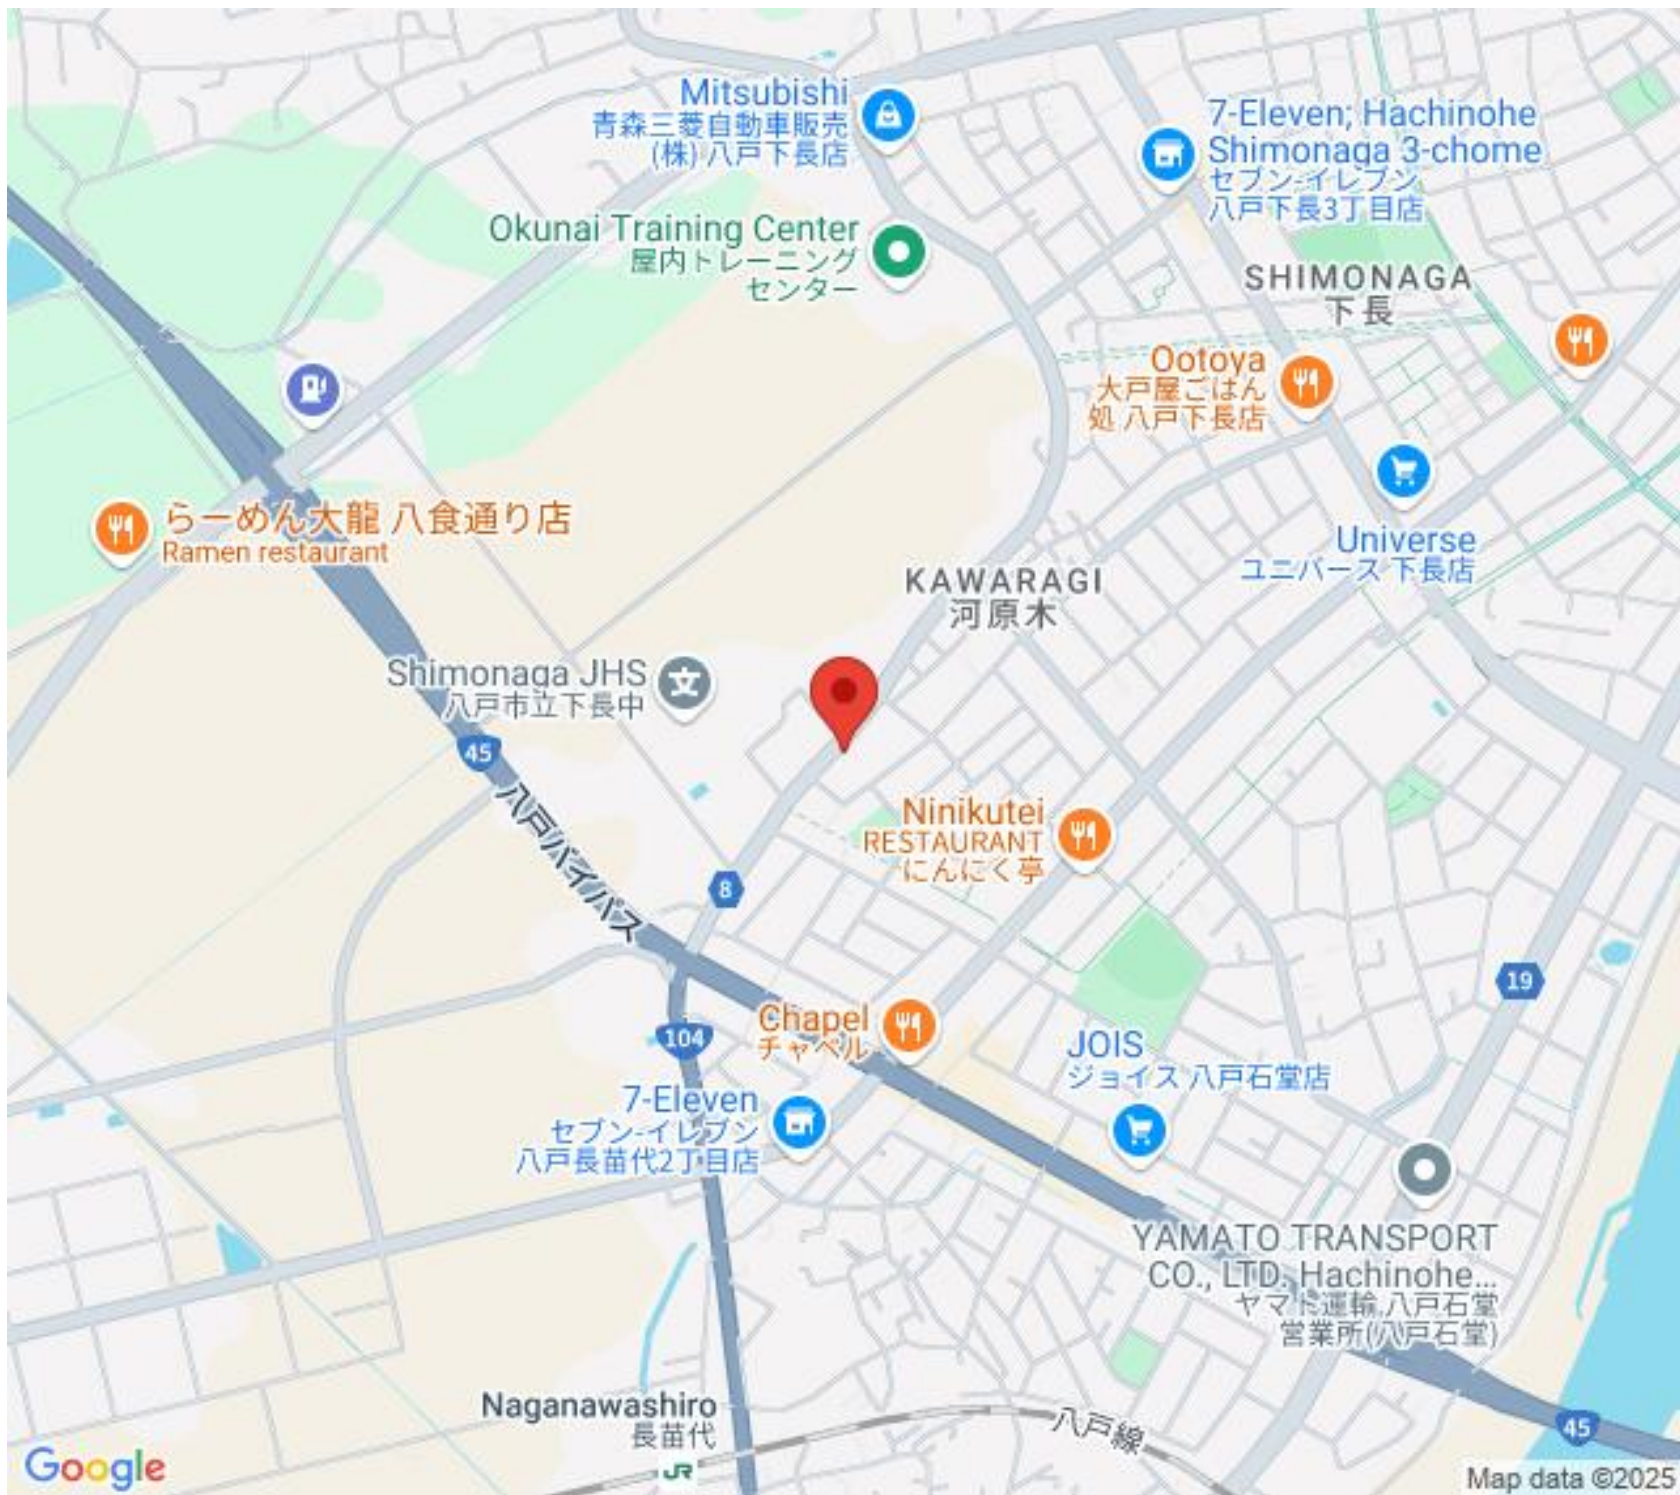 Mitsubishi
青森三菱自動車販売
(株) 八戸下長店
7-Eleven; Hachinohe
Shimonaga 3-chome
セブン-イレブン
八戸下長3丁目店
Okunai Training Center
屋内トレーニング
センター
SHIMONAGA
下長
Ootoya
大戸屋ごはん
処 八戸下長店
らーめん大龍 八食通り店
Ramen restaurant
Universe
ユニバース 下長店
KAWARAGI
河原木
Shimonaga JHS
八戸市立下長中
文
45
八戸バイパス
Ninikutei
RESTAURANT
にんにく亭
8
19
Chapel
チャペル
104
JOIS
ジョイス 八戸石堂店
7-Eleven
セブン-イレブン
八戸長苗代2丁目店
YAMATO TRANSPORT
CO., LTD. Hachinohe...
ヤマト運輸 八戸石堂
営業所(八戸石堂)
Naganawashiro
長苗代
JR
八戸線
45
Google
Map data ©2025